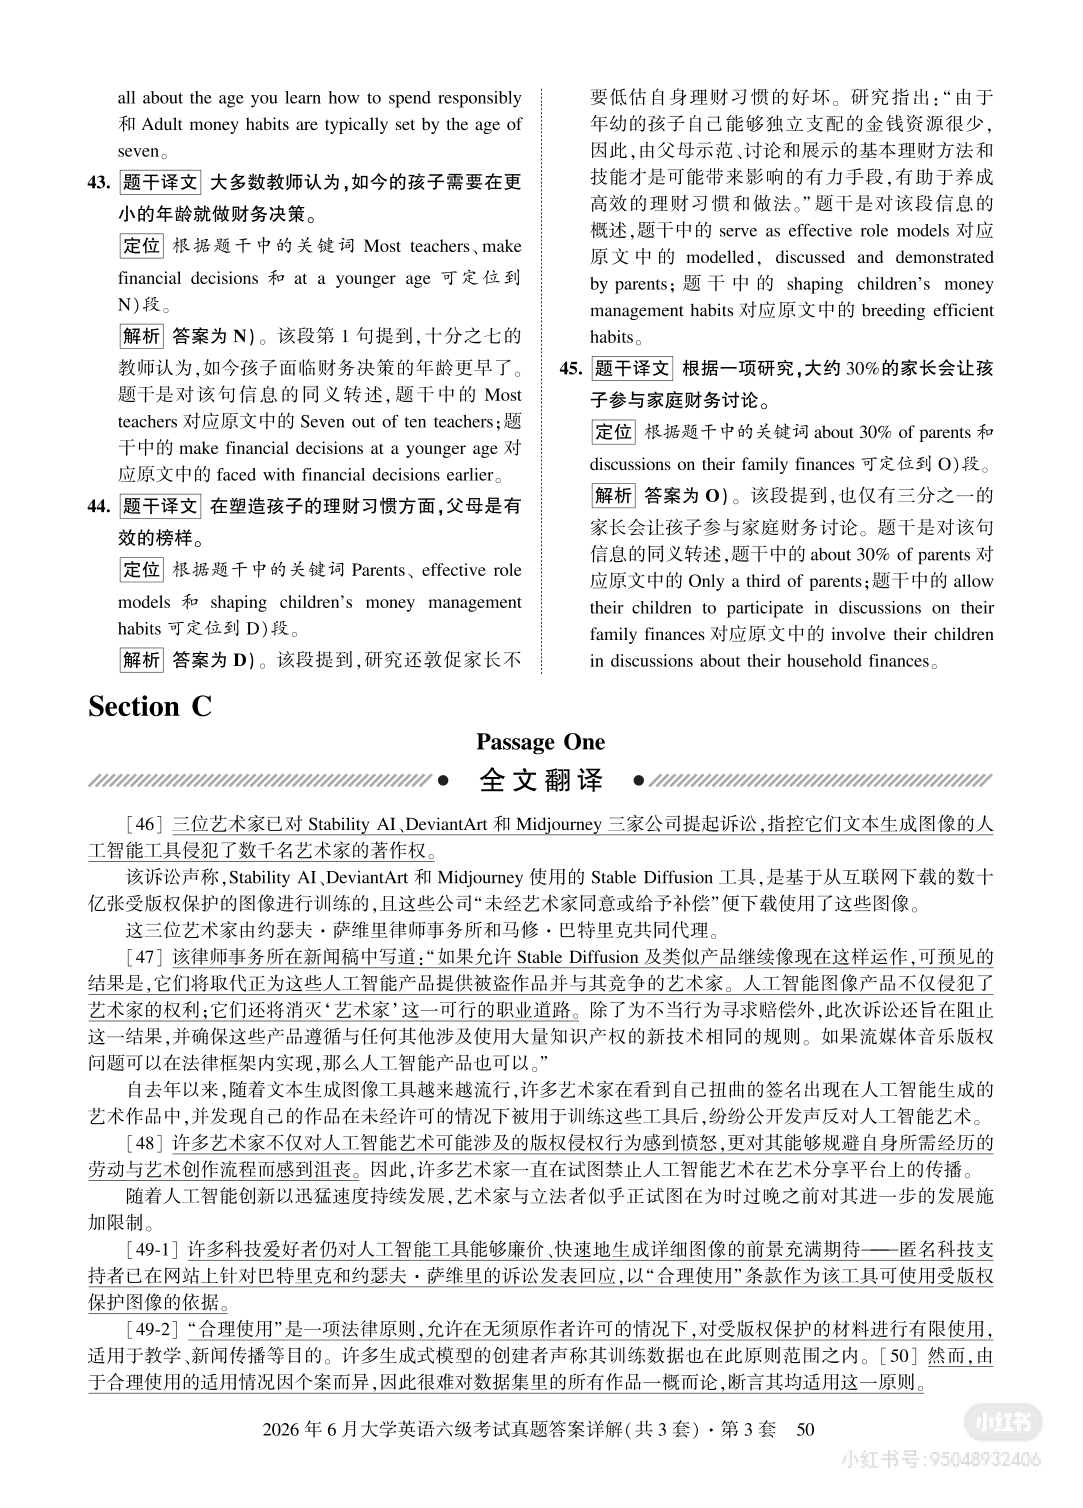 all about the age you learn how to spend responsibly
和 Adult money habits are typically set by the age of
seven。
43. 题干译文 大多数教师认为,如今的孩子需要在更
小的年龄就做财务决策。
定位 根据题干中的关键词 Most teachers、make
financial decisions 和 at a younger age 可定位到
N)段。
解析 答案为 N)。该段第 1 句提到,十分之七的
教师认为,如今孩子面临财务决策的年龄更早了。
题干是对该句信息的同义转述,题干中的 Most
teachers 对应原文中的 Seven out of ten teachers;题
干中的 make financial decisions at a younger age 对
应原文中的 faced with financial decisions earlier。
44. 题干译文 在塑造孩子的理财习惯方面,父母是有
效的榜样。
定位 根据题干中的关键词 Parents、effective role
models 和 shaping children's money management
habits 可定位到 D)段。
解析 答案为 D)。该段提到,研究还敦促家长不
要低估自身理财习惯的好坏。研究指出:“由于
年幼的孩子自己能够独立支配的金钱资源很少,
因此,由父母示范、讨论和展示的基本理财方法和
技能才是可能带来影响的有力手段,有助于养成
高效的理财习惯和做法。”题干是对该段信息的
概述,题干中的 serve as effective role models 对应
原文中的 modelled, discussed and demonstrated
by parents;题干中的 shaping children's money
management habits 对应原文中的 breeding efficient
habits。
45. 题干译文 根据一项研究,大约 30%的家长会让孩
子参与家庭财务讨论。
定位 根据题干中的关键词 about 30% of parents 和
discussions on their family finances 可定位到 O)段。
解析 答案为 O)。该段提到,也仅有三分之一的
家长会让孩子参与家庭财务讨论。题干是对该句
信息的同义转述,题干中的 about 30% of parents 对
应原文中的 Only a third of parents;题干中的 allow
their children to participate in discussions on their
family finances 对应原文中的 involve their children
in discussions about their household finances。
Section C
Passage One
全文翻译
[46] 三位艺术家已对 Stability AI、DeviantArt 和 Midjourney 三家公司提起诉讼,指控它们文本生成图像的人
工智能工具侵犯了数千名艺术家的著作权。
该诉讼声称,Stability AI、DeviantArt 和 Midjourney 使用的 Stable Diffusion 工具,是基于从互联网下载的数十
亿张受版权保护的图像进行训练的,且这些公司“未经艺术家同意或给予补偿”便下载使用了这些图像。
这三位艺术家由约瑟夫·萨维里律师事务所和马修·巴特里克共同代理。
[47] 该律师事务所在新闻稿中写道:“如果允许 Stable Diffusion 及类似产品继续像现在这样运作,可预见的
结果是,它们将取代正为这些人工智能产品提供被盗作品并与其竞争的艺术家。人工智能图像产品不仅侵犯了
艺术家的权利;它们还将消灭‘艺术家’这一可行的职业道路。除了为不当行为寻求赔偿外,此次诉讼还旨在阻止
这一结果,并确保这些产品遵循与任何其他涉及使用大量知识产权的新技术相同的规则。如果流媒体音乐版权
问题可以在法律框架内实现,那么人工智能产品也可以。”
自去年以来,随着文本生成图像工具越来越流行,许多艺术家在看到自己扭曲的签名出现在人工智能生成的
艺术作品中,并发现自己的作品在未经许可的情况下被用于训练这些工具后,纷纷公开发声反对人工智能艺术。
[48] 许多艺术家不仅对人工智能艺术可能涉及的版权侵权行为感到愤怒,更对其能够规避自身所需经历的
劳动与艺术创作流程而感到沮丧。因此,许多艺术家一直在试图禁止人工智能艺术在艺术分享平台上的传播。
随着人工智能创新以迅猛速度持续发展,艺术家与立法者似乎正试图在为时过晚之前对其进一步的发展施
加限制。
[49-1] 许多科技爱好者仍对人工智能工具能够廉价、快速地生成详细图像的前景充满期待——匿名科技支
持者已在网站上针对巴特里克和约瑟夫·萨维里的诉讼发表回应,以“合理使用”条款作为该工具可使用受版权
保护图像的依据。
[49-2] “合理使用”是一项法律原则,允许在无须原作者许可的情况下,对受版权保护的材料进行有限使用,
适用于教学、新闻传播等目的。许多生成式模型的创建者声称其训练数据也在此原则范围之内。[50] 然而,由
于合理使用的适用情况因个案而异,因此很难对数据集里的所有作品一概而论,断言其均适用这一原则。
2026 年 6 月大学英语六级考试真题答案详解(共 3 套)·第 3 套 50
小红书
小红书号:95048932406